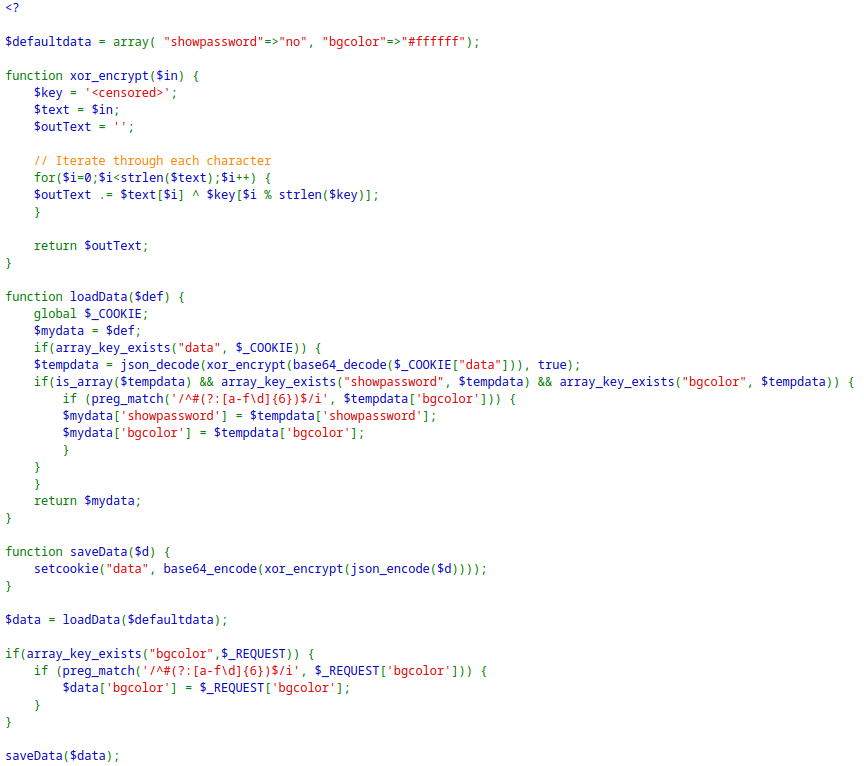 <?
$defaultdata = array( "showpassword"=>"no", "bgcolor"=>"#ffffff");
function xor_encrypt($in) {
    $key = '<censored>';
    $text = $in;
    $outText = '';
    // Iterate through each character
    for($i=0;$i<strlen($text);$i++) {
    $outText .= $text[$i] ^ $key[$i % strlen($key)];
    }
    return $outText;
}
function loadData($def) {
    global $_COOKIE;
    $mydata = $def;
    if(array_key_exists("data", $_COOKIE)) {
    $tempdata = json_decode(xor_encrypt(base64_decode($_COOKIE["data"])), true);
    if(is_array($tempdata) && array_key_exists("showpassword", $tempdata) && array_key_exists("bgcolor", $tempdata)) {
        if (preg_match('/^#(?:[a-f\d]{6})$/i', $tempdata['bgcolor'])) {
        $mydata['showpassword'] = $tempdata['showpassword'];
        $mydata['bgcolor'] = $tempdata['bgcolor'];
        }
    }
    }
    return $mydata;
}
function saveData($d) {
    setcookie("data", base64_encode(xor_encrypt(json_encode($d))));
}
$data = loadData($defaultdata);
if(array_key_exists("bgcolor",$_REQUEST)) {
    if (preg_match('/^#(?:[a-f\d]{6})$/i', $_REQUEST['bgcolor'])) {
        $data['bgcolor'] = $_REQUEST['bgcolor'];
    }
}
saveData($data);